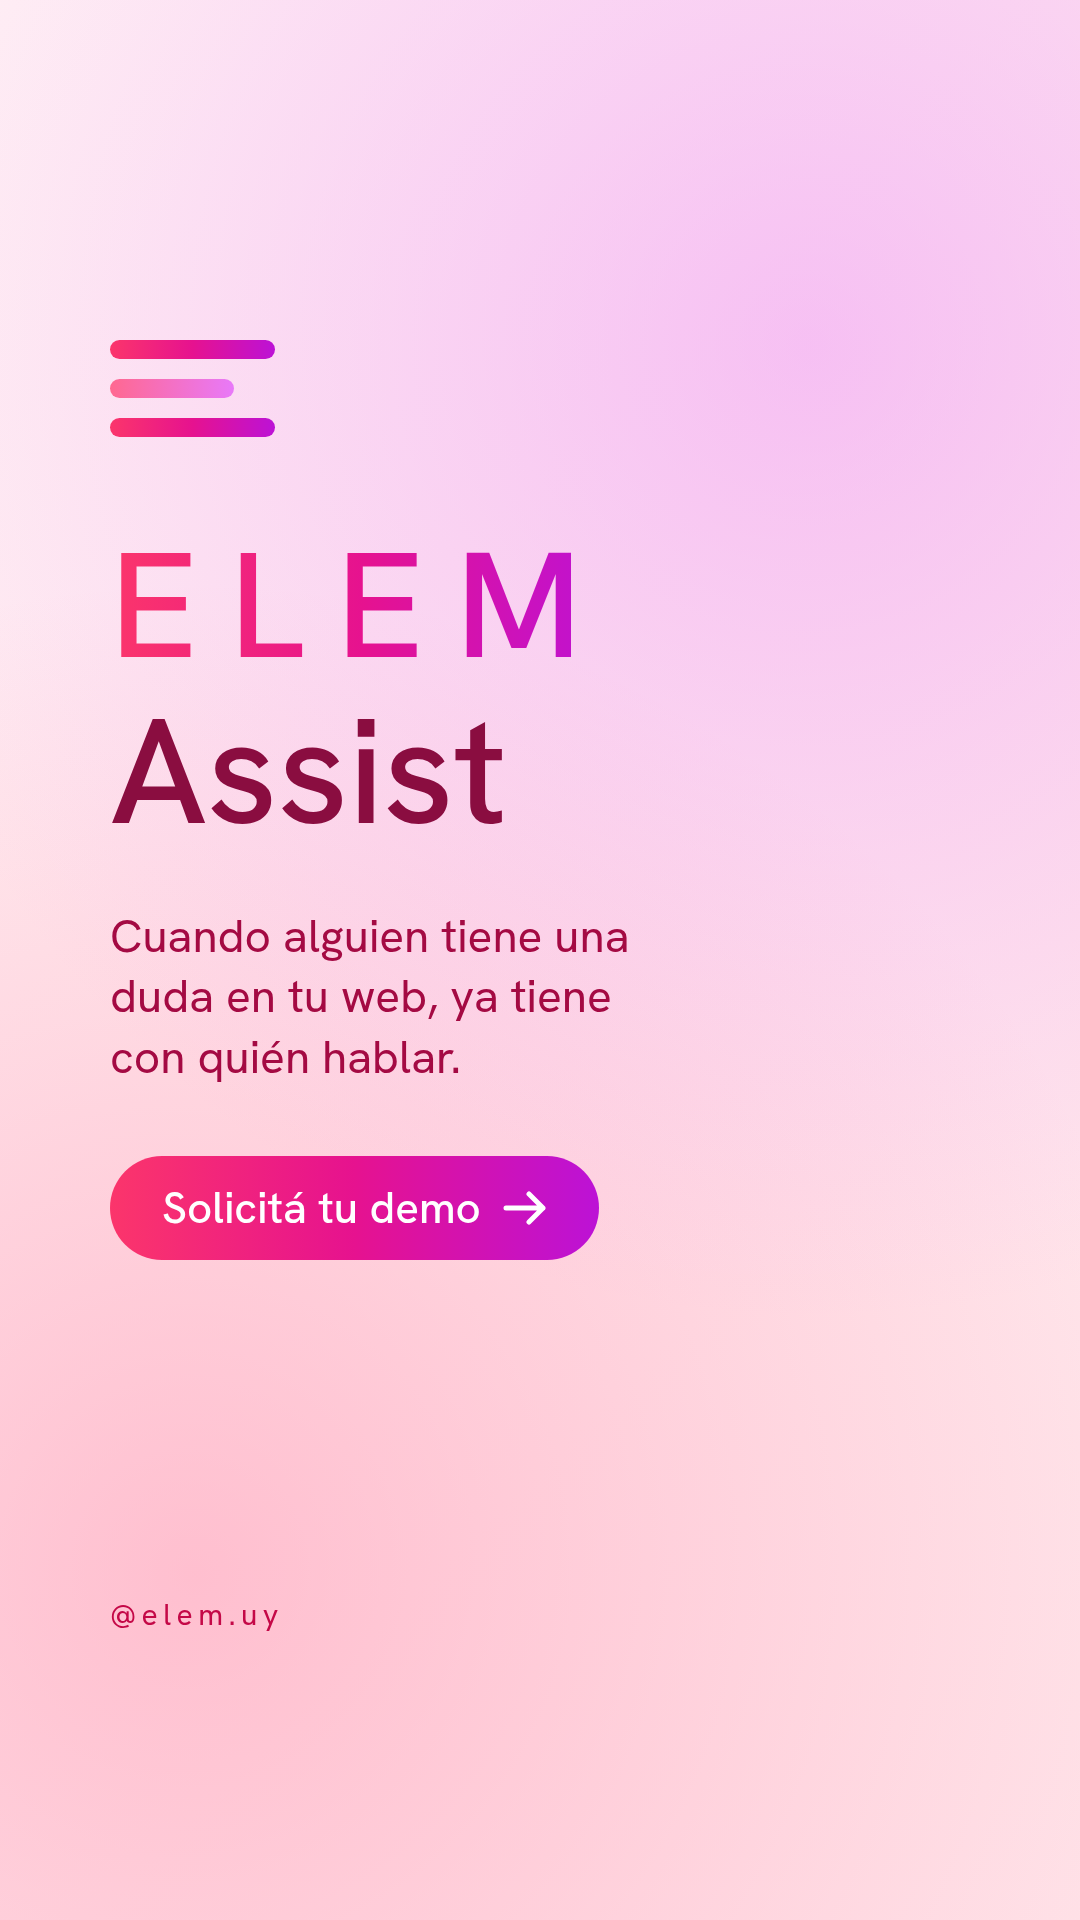 ELEM
Assist
Cuando alguien tiene una
duda en tu web, ya tiene
con quién hablar.
Solicitá tu demo →
@elem.uy